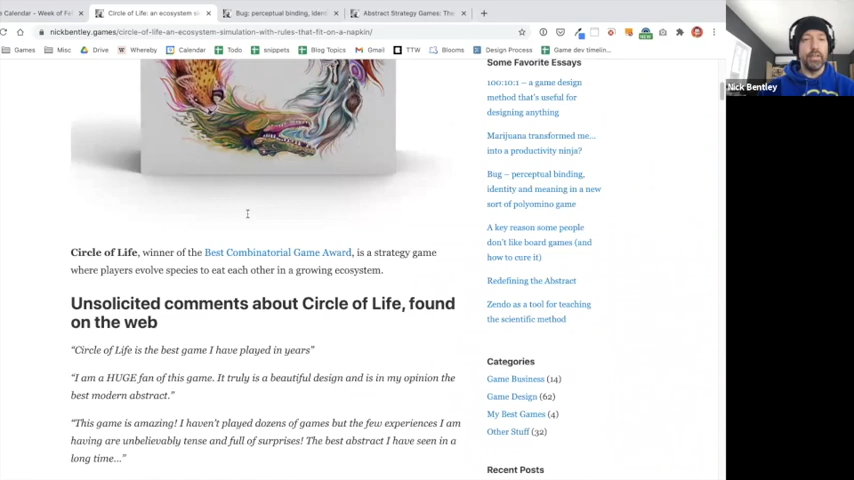 e Calendar - Week of Fel
Circle of Life: an ecosystem si
Bug: perceptual binding, ident
Abstract Strategy Games: The
nickbentley.games/circle-of-life-an-ecosystem-simulation-with-rules-that-fit-on-a-napkin/
Games
Misc
Whereby
Calendar
Todo
snippets
Blog Topics
Gmail
TTW
Blooms
Design Process
Game dev timelin...
NEW
Nick Bentley
Some Favorite Essays
100:10:1 – a game design
method that's useful for
designing anything
Marijuana transformed me...
into a productivity ninja?
Bug – perceptual binding,
identity and meaning in a new
sort of polyomino game
A key reason some people
don't like board games (and
how to cure it)
Redefining the Abstract
Zendo as a tool for teaching
the scientific method
Categories
Game Business (14)
Game Design (62)
My Best Games (4)
Other Stuff (32)
Recent Posts
Circle of Life, winner of the Best Combinatorial Game Award, is a strategy game
where players evolve species to eat each other in a growing ecosystem.
Unsolicited comments about Circle of Life, found
on the web
"Circle of Life is the best game I have played in years"
"I am a HUGE fan of this game. It truly is a beautiful design and is in my opinion the
best modern abstract."
"This game is amazing! I haven't played dozens of games but the few experiences I am
having are unbelievably tense and full of surprises! The best abstract I have seen in a
long time..."